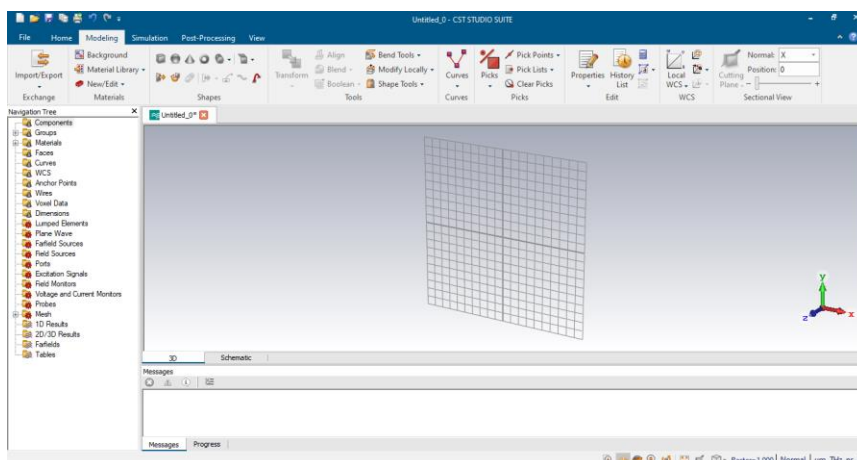 Untitled_0 - CST STUDIO SUITE
File Home Modeling Simulation Post-Processing View
Import/Export
Exchange
Background
Material Library
New/Edit
Materials
Shapes
Transform
Align
Blend
Boolean
Bend Tools
Modify Locally
Shape Tools
Tools
Curves
Curves
Picks
Pick Points
Pick Lists
Clear Picks
Picks
Properties
History List
Edit
Local WCS
WCS
Cutting Plane
Normal: X
Position: 0
Sectional View
Navigation Tree
Components
Groups
Materials
Faces
Curves
WCS
Anchor Points
Wires
Voxel Data
Dimensions
Lumped Elements
Plane Wave
Farfield Sources
Field Sources
Ports
Excitation Signals
Field Monitors
Voltage and Current Monitors
Probes
Mesh
1D Results
2D/3D Results
Farfields
Tables
Untitled_0*
y
z
x
3D Schematic
Messages
Messages Progress